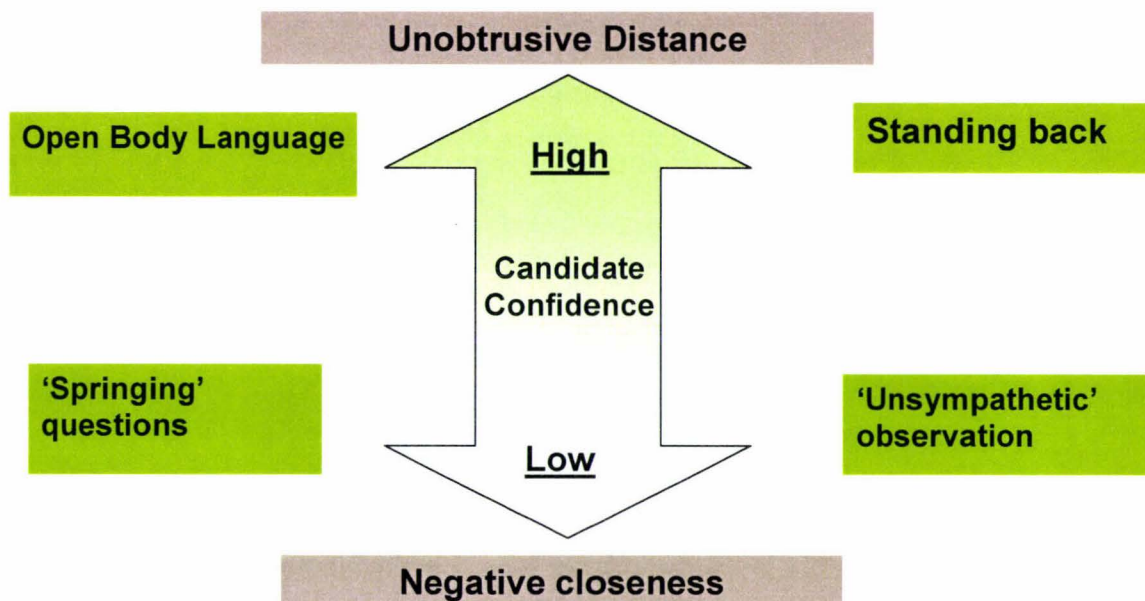 Unobtrusive Distance
Open Body Language
Standing back
High
Candidate
Confidence
‘Springing’
questions
‘Unsympathetic’
observation
Low
Negative closeness